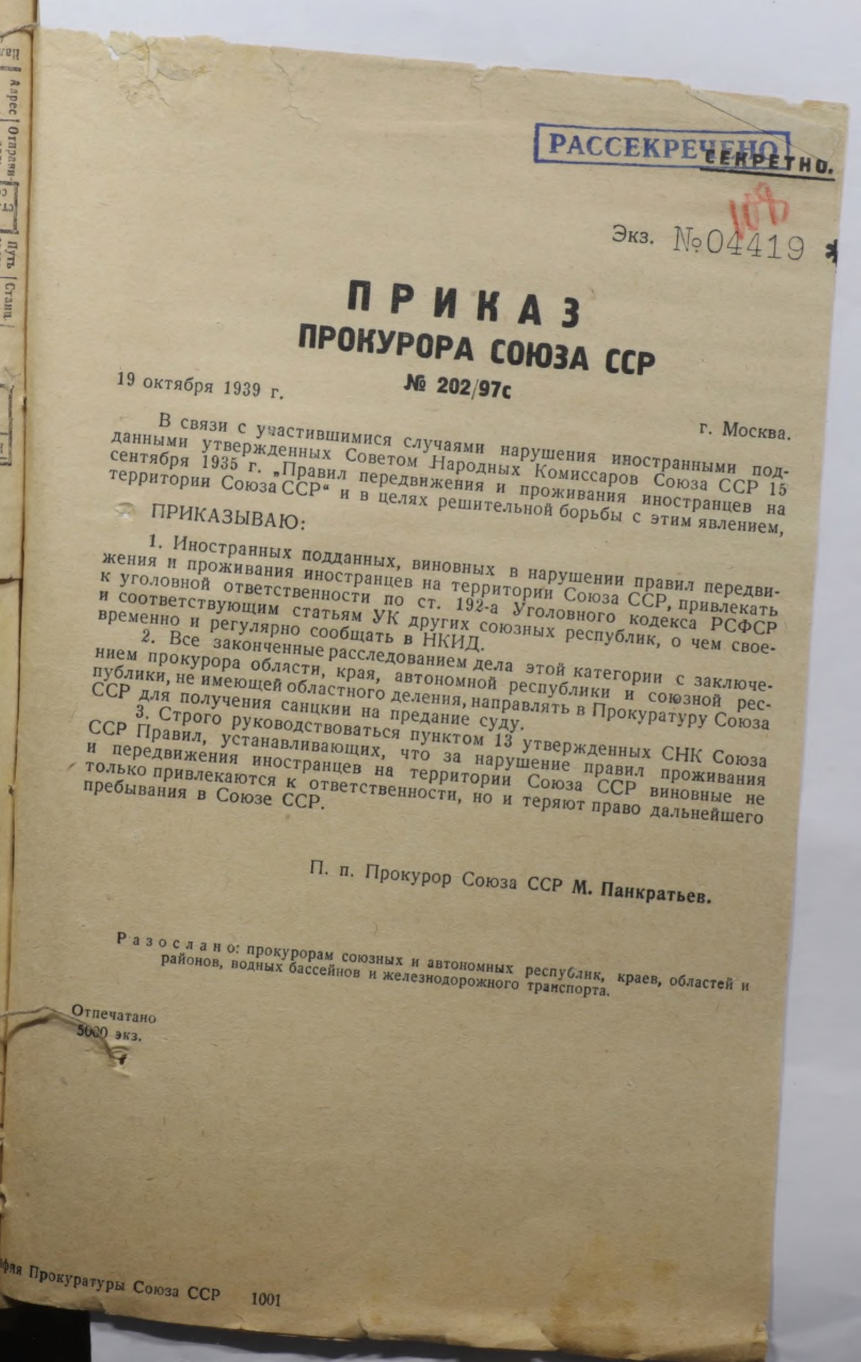 РАССЕКРЕЧЕНО
СЕКРЕТНО.
108
Экз. №04419 *
ПРИКАЗ
ПРОКУРОРА СОЮЗА ССР
№ 202/97с
19 октября 1939 г.
г. Москва.
В связи с участившимися случаями нарушения иностранными под-
данными утвержденных Советом Народных Комиссаров Союза ССР 15
сентября 1935 г. „Правил передвижения и проживания иностранцев на
территории Союза ССР“ и в целях решительной борьбы с этим явлением,
ПРИКАЗЫВАЮ:
1. Иностранных подданных, виновных в нарушении правил передви-
жения и проживания иностранцев на территории Союза ССР, привлекать
к уголовной ответственности по ст. 192-а Уголовного кодекса РСФСР
и соответствующим статьям УК других союзных республик, о чем свое-
временно и регулярно сообщать в НКИД.
2. Все законченные расследованием дела этой категории с заключе-
нием прокурора области, края, автономной республики и союзной рес-
публики, не имеющей областного деления, направлять в Прокуратуру Союза
ССР для получения санцкии на предание суду.
3. Строго руководствоваться пунктом 13 утвержденных СНК Союза
ССР Правил, устанавливающих, что за нарушение правил проживания
и передвижения иностранцев на территории Союза ССР виновные не
только привлекаются к ответственности, но и теряют право дальнейшего
пребывания в Союзе ССР.
П. п. Прокурор Союза ССР М. Панкратьев.
Разослано: прокурорам союзных и автономных республик, краев, областей и
районов, водных бассейнов и железнодорожного транспорта.
Отпечатано
5000 экз.
Прокуратуры Союза ССР 1001
Адрес
Путь
Станц.